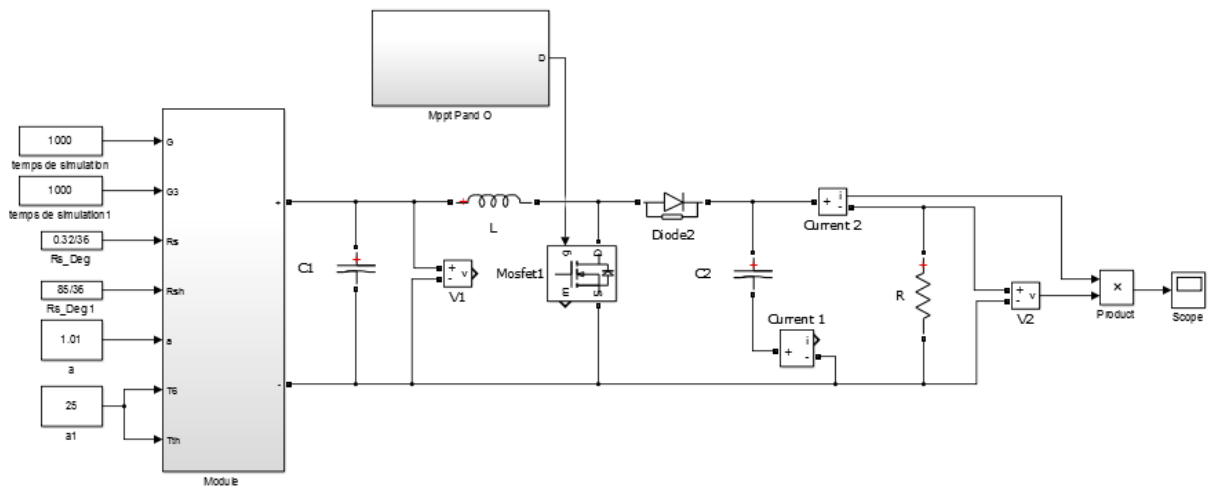 D
Mppt Pand O
1000
temps de simulation
1000
temps de simulation1
0.32/36
Rs_Deg
85/36
Rs_Deg1
1.01
a
25
a1
G
G3
Rs
Rsh
a
T6
Tth
+
-
Module
C1
+
+
-
v
V1
+
L
g
D
m
S
Mosfet1
Diode2
C2
+
Current 1
+
i
-
+
i
-
Current 2
R
+
+
-
v
V2
×
Product
Scope